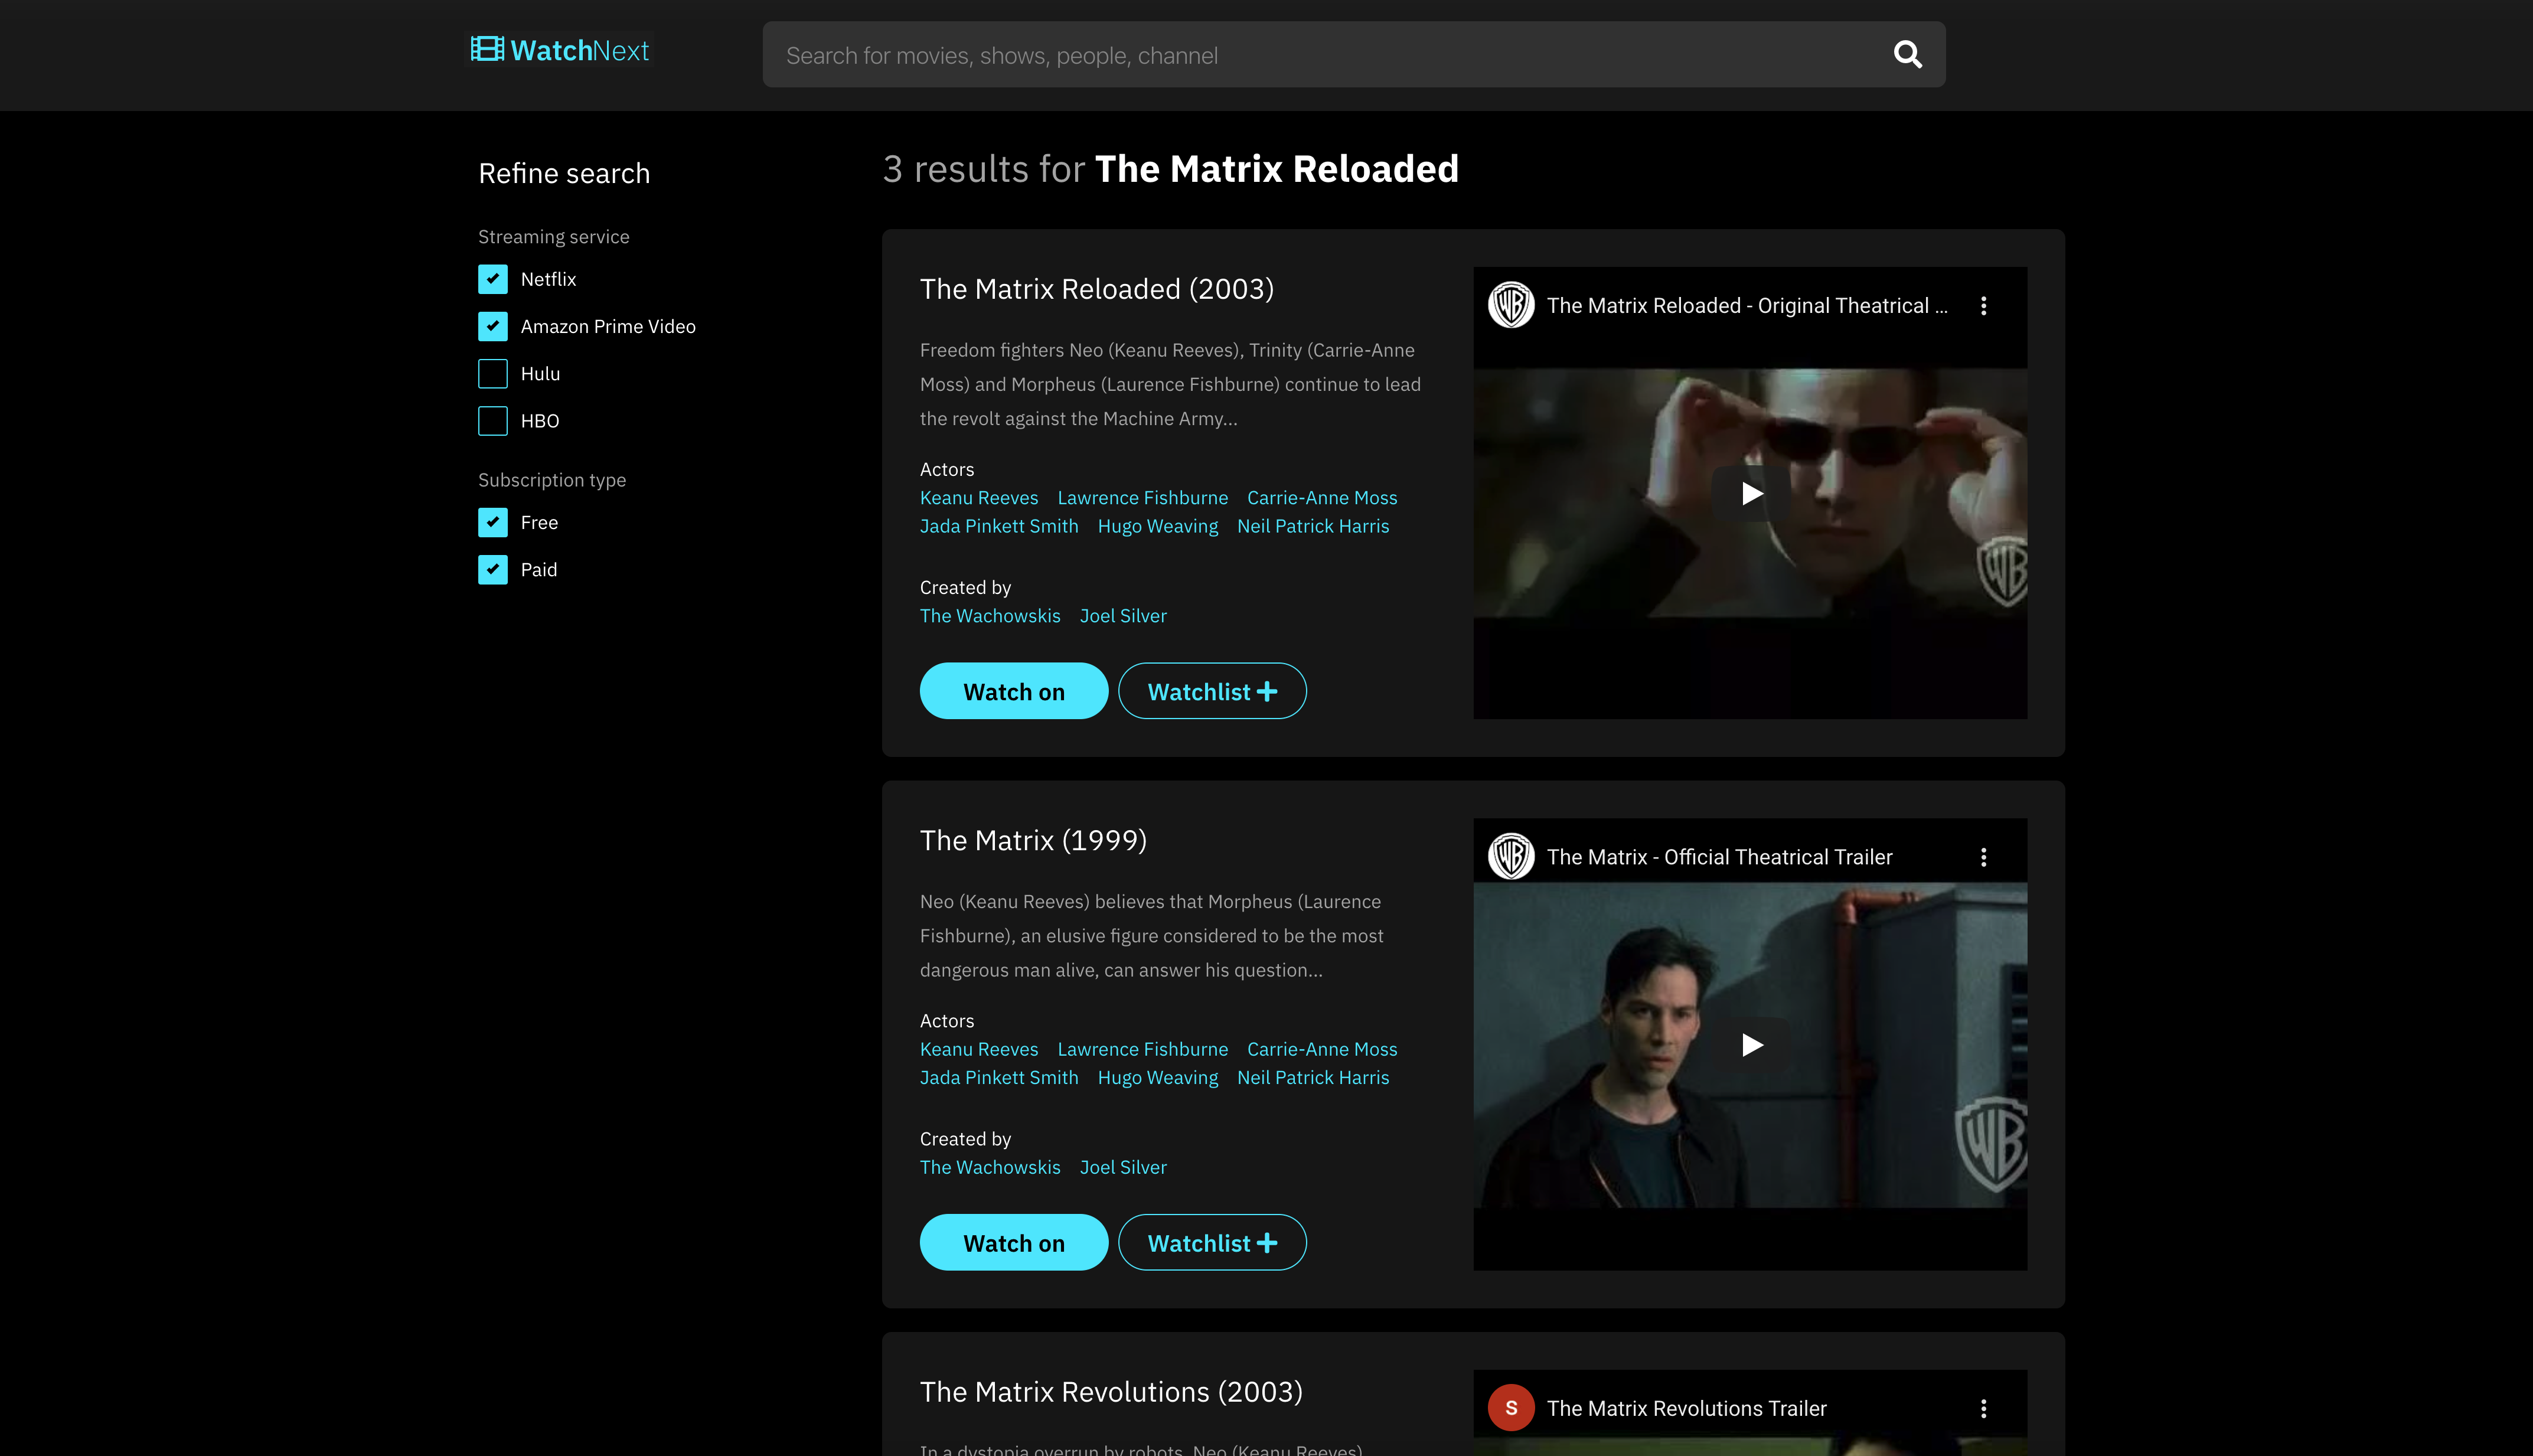 WatchNext
Search for movies, shows, people, channel
Refine search
Streaming service
Netflix
Amazon Prime Video
Hulu
HBO
Subscription type
Free
Paid
3 results for The Matrix Reloaded
The Matrix Reloaded (2003)
Freedom fighters Neo (Keanu Reeves), Trinity (Carrie-Anne
Moss) and Morpheus (Laurence Fishburne) continue to lead
the revolt against the Machine Army...
Actors
Keanu Reeves Lawrence Fishburne Carrie-Anne Moss
Jada Pinkett Smith Hugo Weaving Neil Patrick Harris
Created by
The Wachowskis Joel Silver
Watch on Watchlist +
WB The Matrix Reloaded - Original Theatrical ...
WB
The Matrix (1999)
Neo (Keanu Reeves) believes that Morpheus (Laurence
Fishburne), an elusive figure considered to be the most
dangerous man alive, can answer his question...
Actors
Keanu Reeves Lawrence Fishburne Carrie-Anne Moss
Jada Pinkett Smith Hugo Weaving Neil Patrick Harris
Created by
The Wachowskis Joel Silver
Watch on Watchlist +
WB The Matrix - Official Theatrical Trailer
WB
The Matrix Revolutions (2003)
In a dystopia overrun by robots, Neo (Keanu Reeves)
S The Matrix Revolutions Trailer